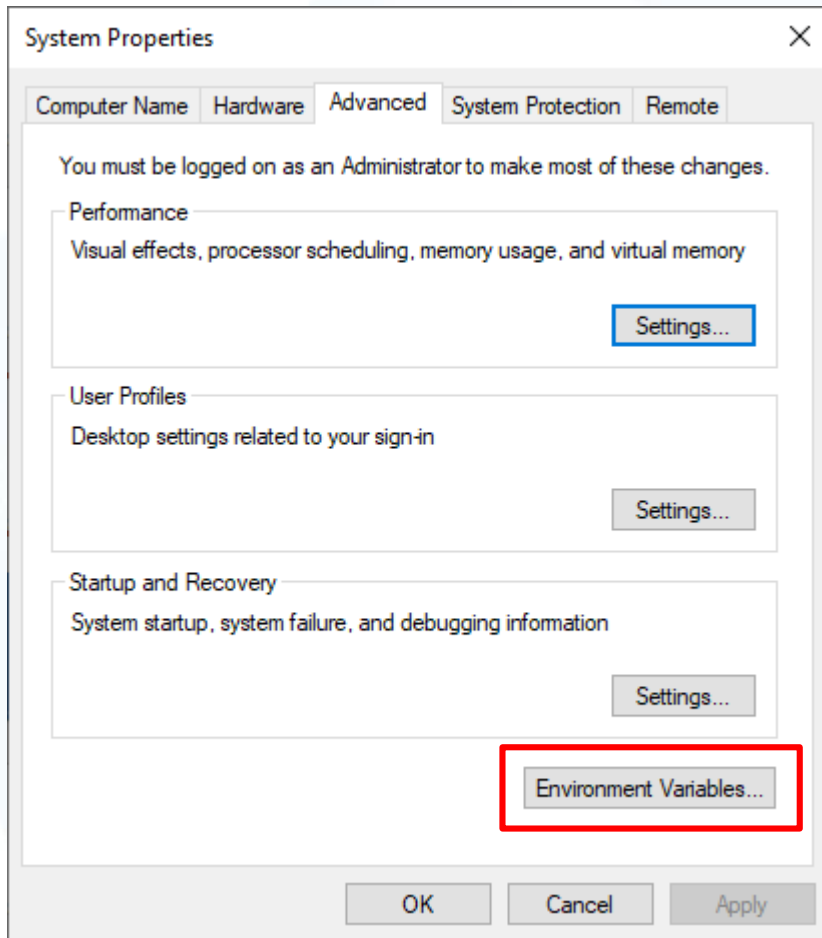 System Properties
Computer Name Hardware Advanced System Protection Remote
You must be logged on as an Administrator to make most of these changes.
Performance
Visual effects, processor scheduling, memory usage, and virtual memory
Settings...
User Profiles
Desktop settings related to your sign-in
Settings...
Startup and Recovery
System startup, system failure, and debugging information
Settings...
Environment Variables...
OK Cancel Apply